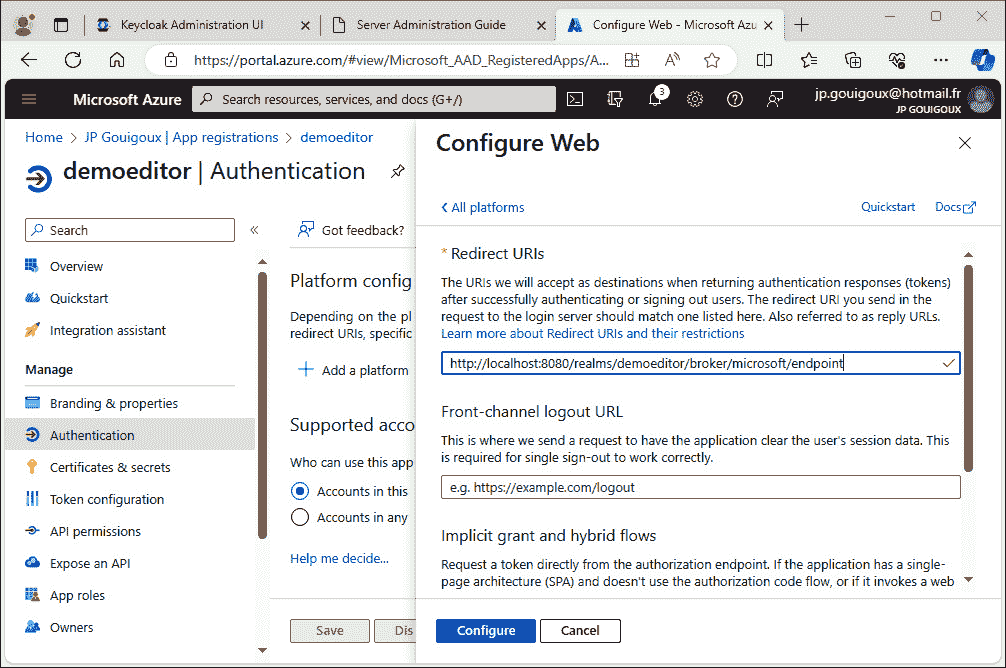 Keycloak Administration UI
Server Administration Guide
Configure Web - Microsoft Azu
https://portal.azure.com/#view/Microsoft_AAD_RegisteredApps/A...
Microsoft Azure
Search resources, services, and docs (G+/)
3
jp.gouigoux@hotmail.fr
JP GOUIGOUX
Home > JP Gouigoux | App registrations > demoeditor
demoeditor | Authentication
Search
Overview
Quickstart
Integration assistant
Manage
Branding & properties
Authentication
Certificates & secrets
Token configuration
API permissions
Expose an API
App roles
Owners
Got feedback?
Platform config
Depending on the pl
redirect URIs, specific
Add a platform
Supported acco
Who can use this app
Accounts in this
Accounts in any
Help me decide...
Save
Dis
Configure Web
All platforms
Quickstart
Docs
* Redirect URIs
The URIs we will accept as destinations when returning authentication responses (tokens)
after successfully authenticating or signing out users. The redirect URI you send in the
request to the login server should match one listed here. Also referred to as reply URLs.
Learn more about Redirect URIs and their restrictions
http://localhost:8080/realms/demoeditor/broker/microsoft/endpoint
Front-channel logout URL
This is where we send a request to have the application clear the user's session data. This
is required for single sign-out to work correctly.
e.g. https://example.com/logout
Implicit grant and hybrid flows
Request a token directly from the authorization endpoint. If the application has a single-
page architecture (SPA) and doesn't use the authorization code flow, or if it invokes a web
Configure
Cancel